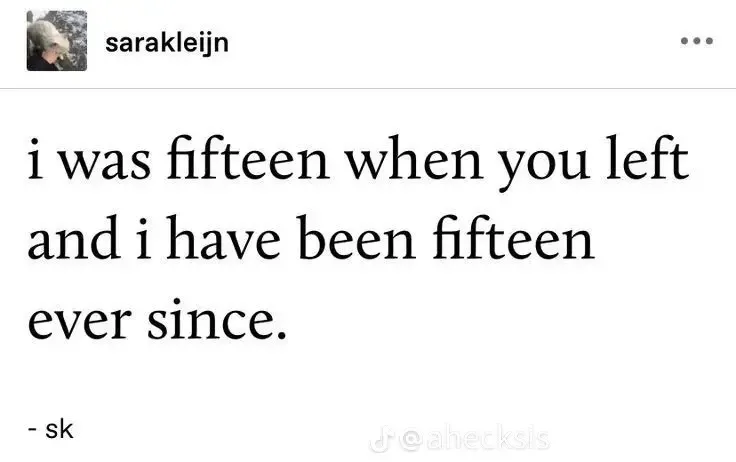 sarakleijn
i was fifteen when you left
and i have been fifteen
ever since.
- sk
@ahecksis